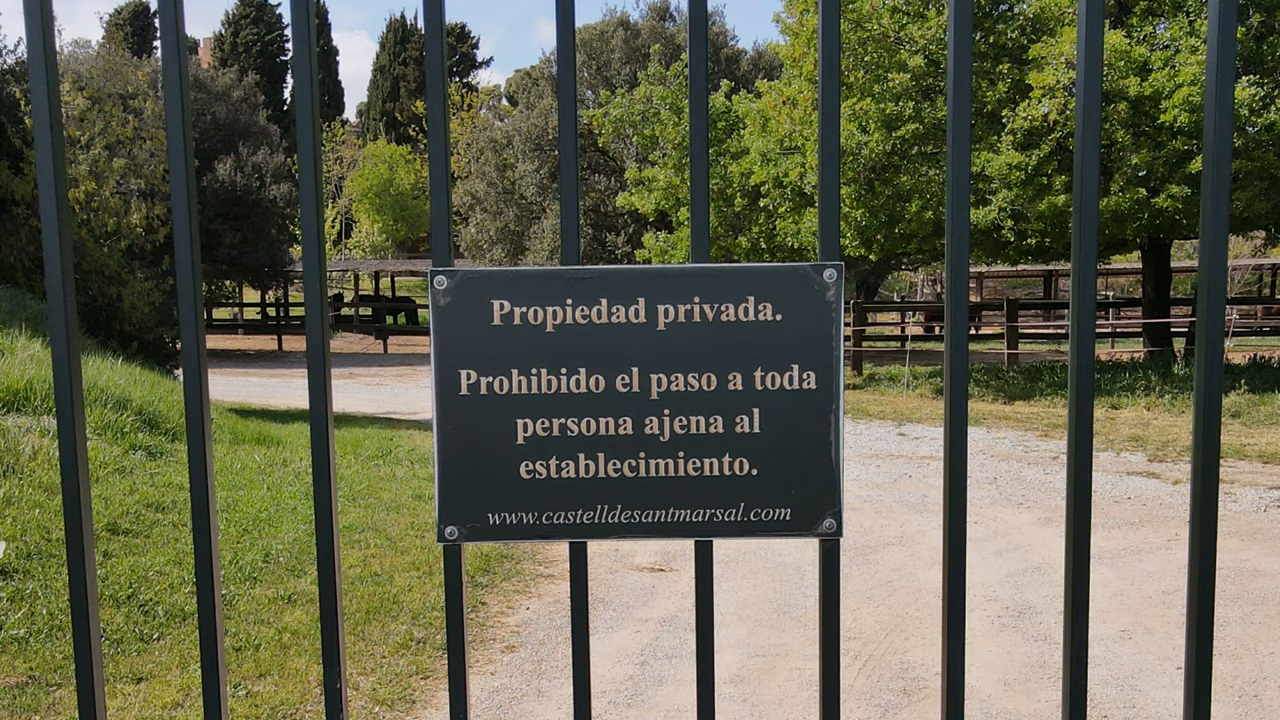 Propiedad privada.
Prohibido el paso a toda
persona ajena al
establecimiento.
www.castelldesantmarsal.com